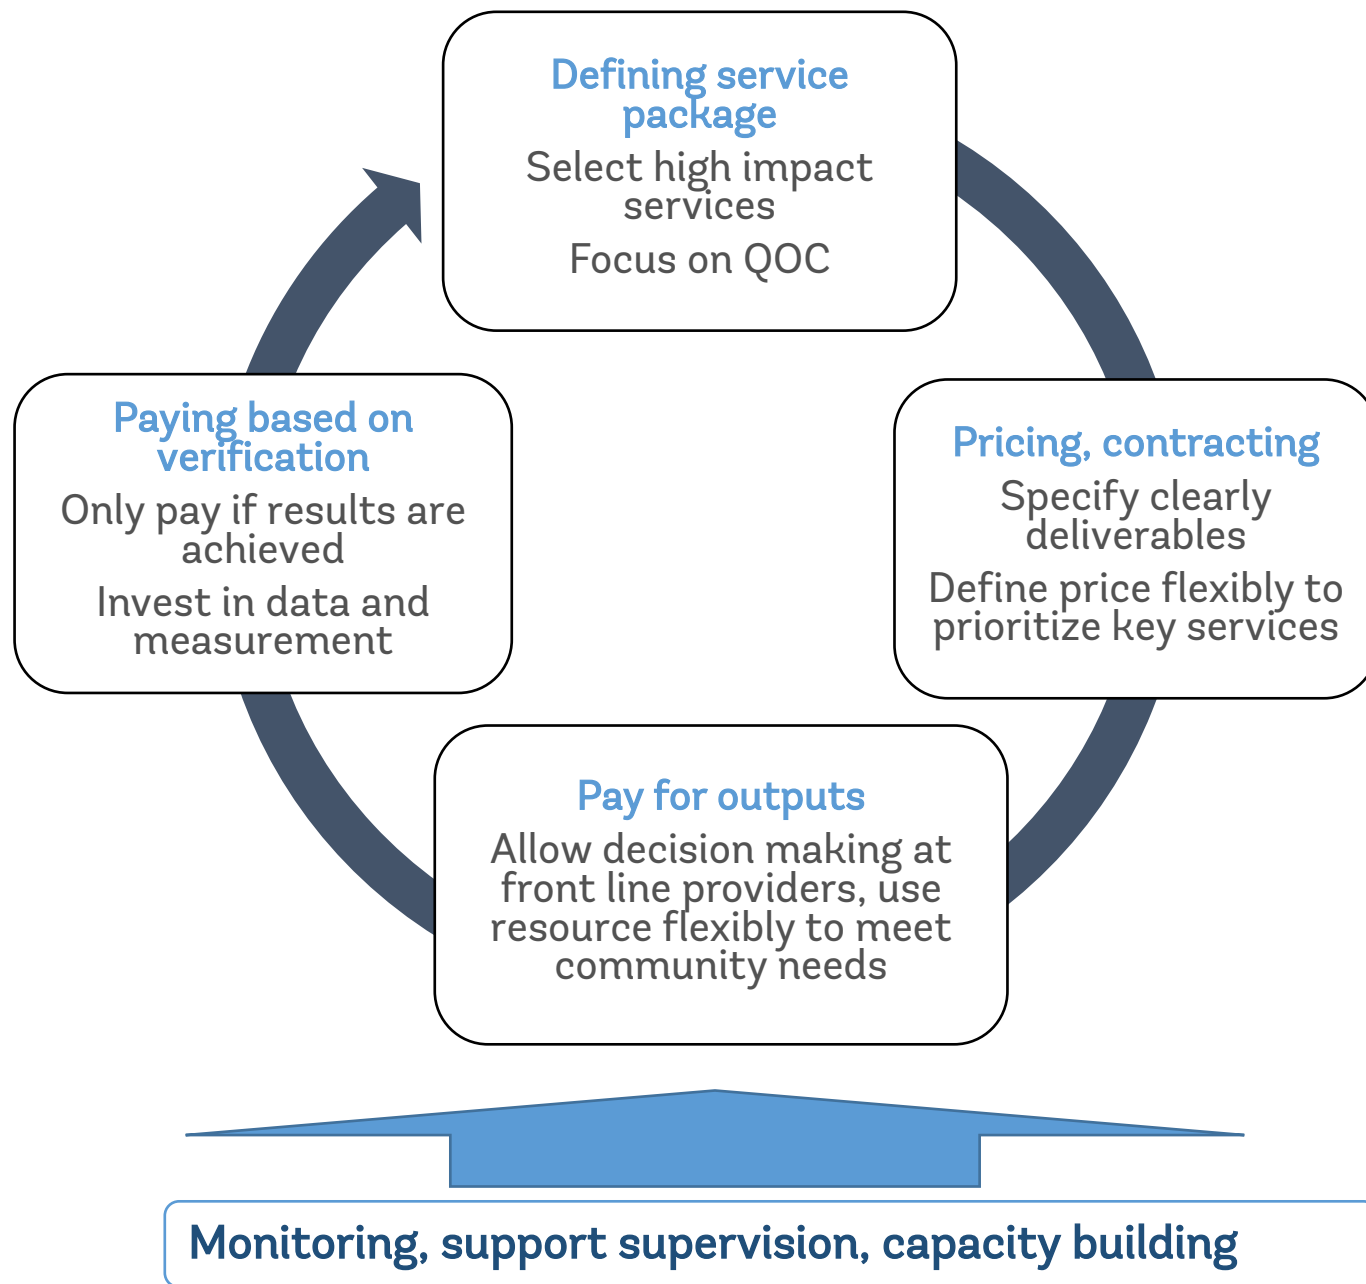 Defining service
package
Select high impact
services
Focus on QOC
Paying based on
verification
Only pay if results are
achieved
Invest in data and
measurement
Pricing, contracting
Specify clearly
deliverables
Define price flexibly to
prioritize key services
Pay for outputs
Allow decision making at
front line providers, use
resource flexibly to meet
community needs
Monitoring, support supervision, capacity building